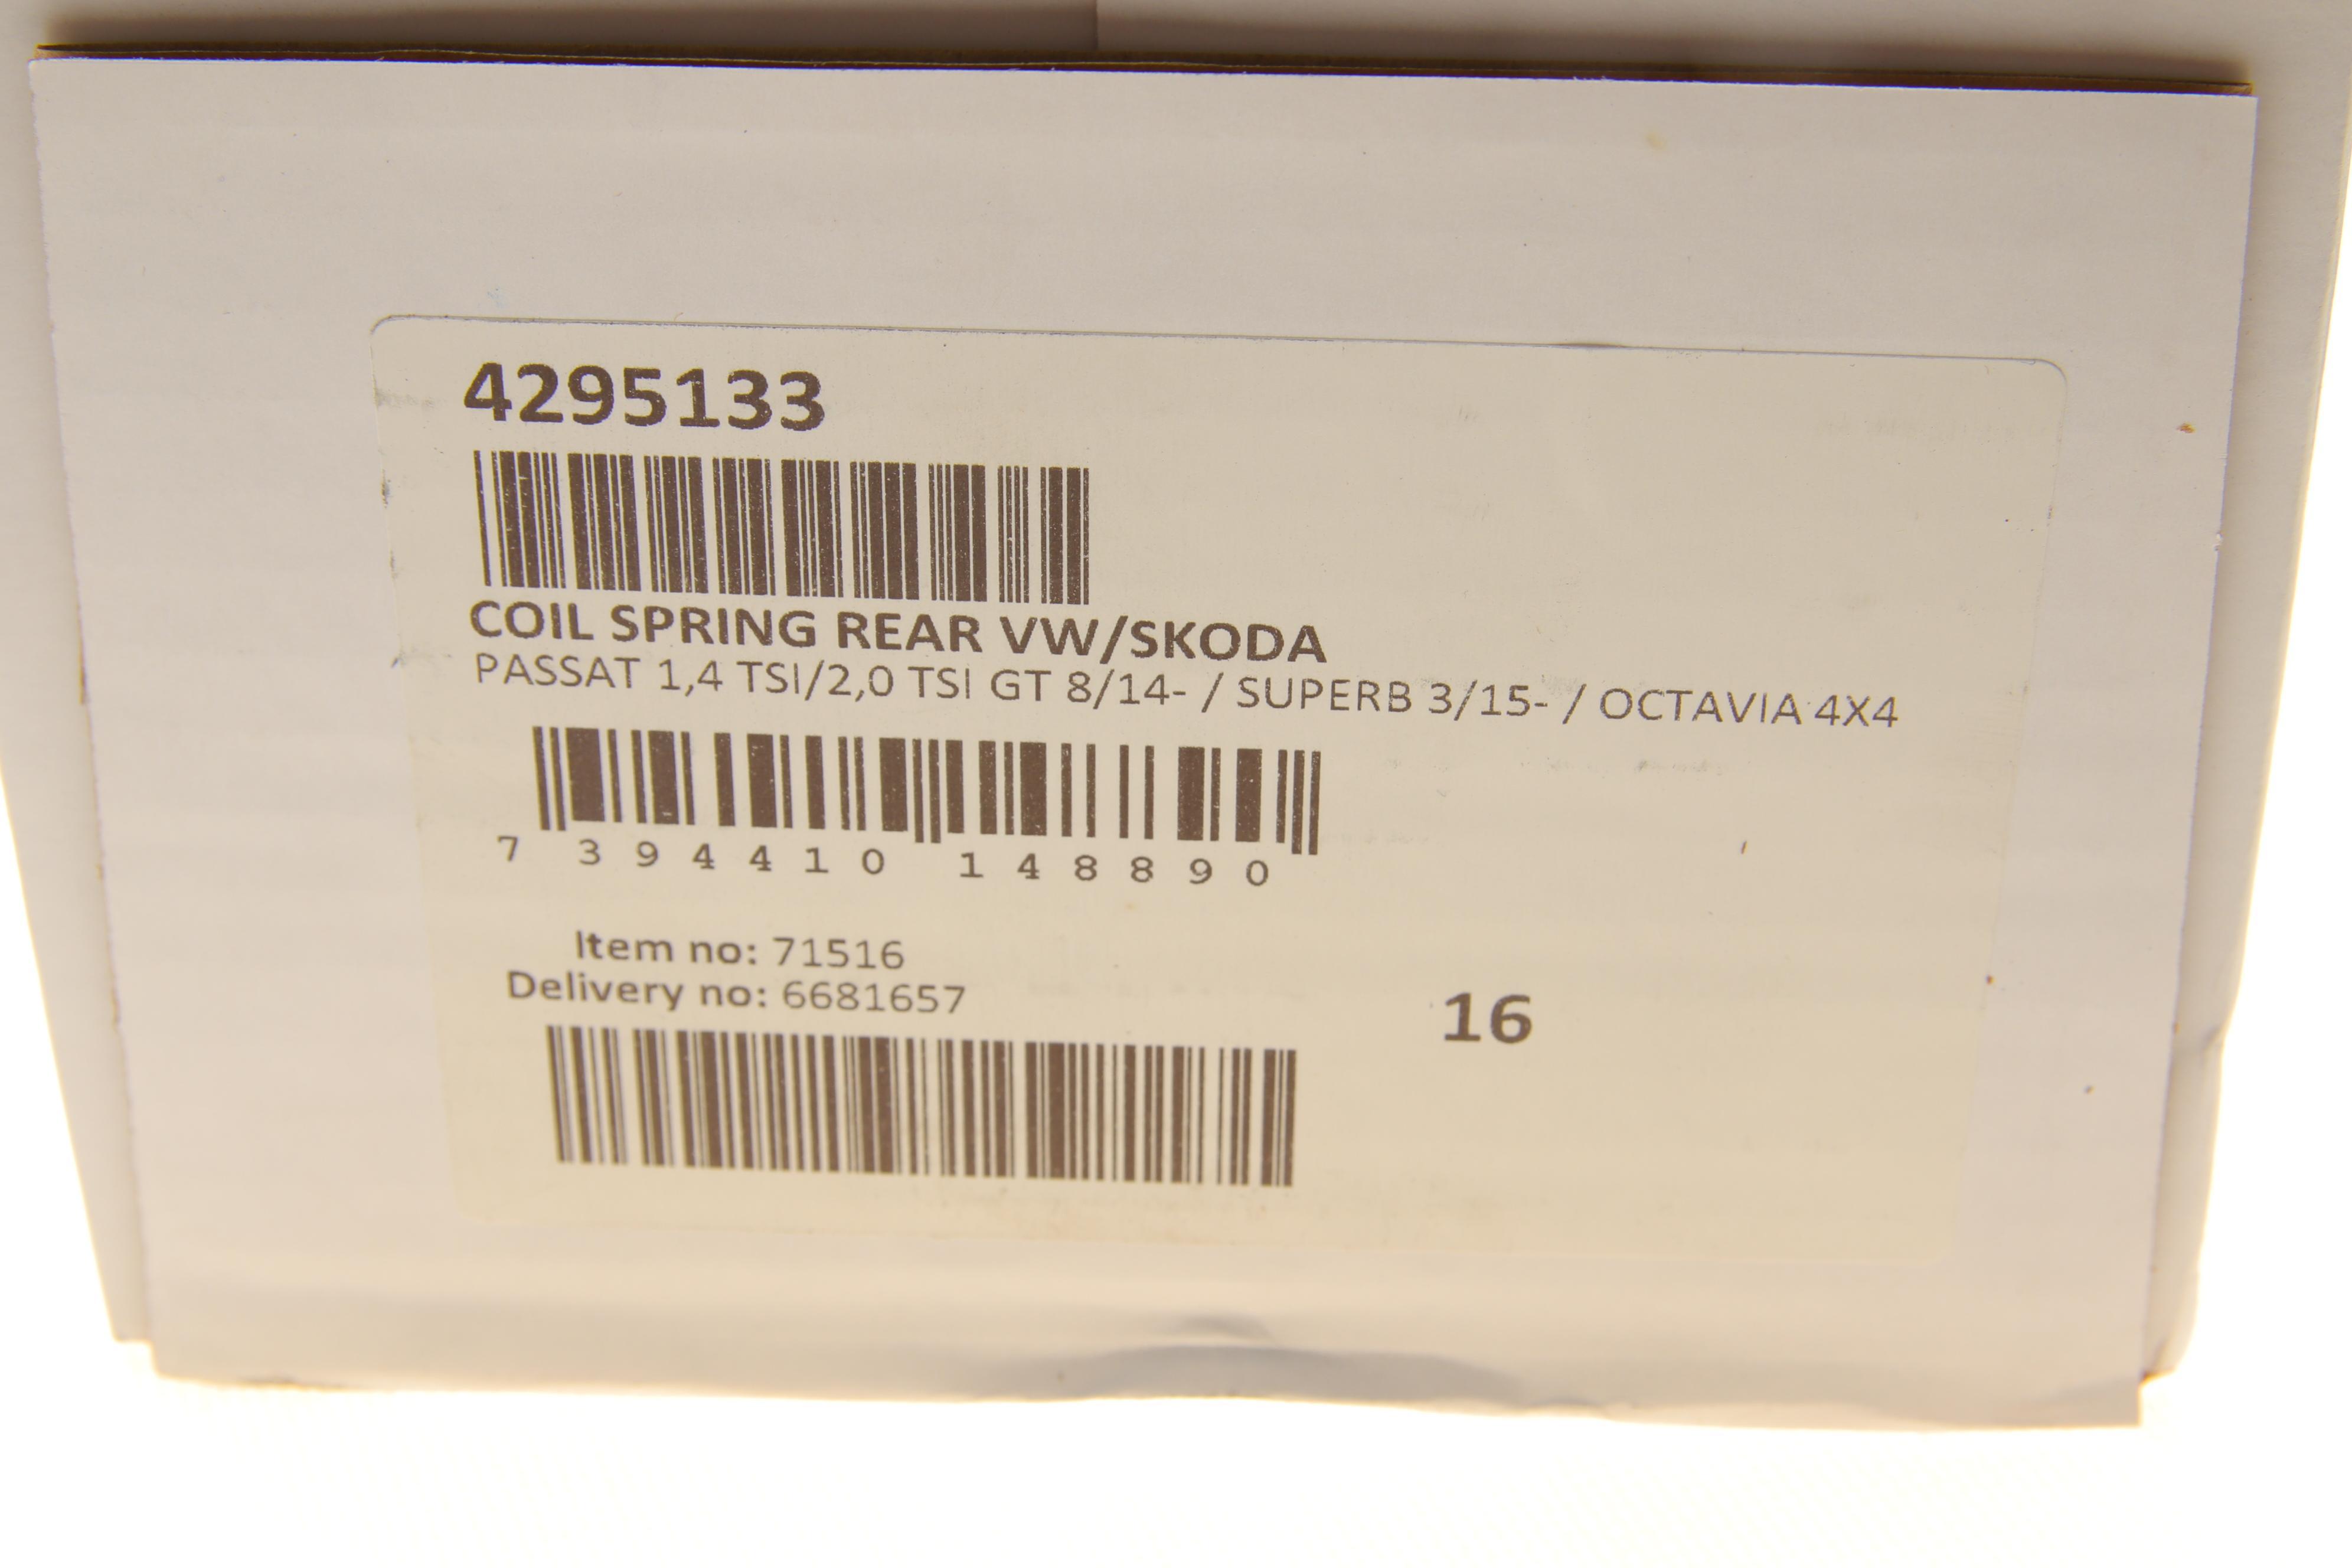 4295133
COIL SPRING REAR VW/SKODA
PASSAT 1,4 TSI/2,0 TSI GT 8/14- / SUPERB 3/15- / OCTAVIA 4X4
7 394410 148890
Item no: 71516
Delivery no: 6681657
16